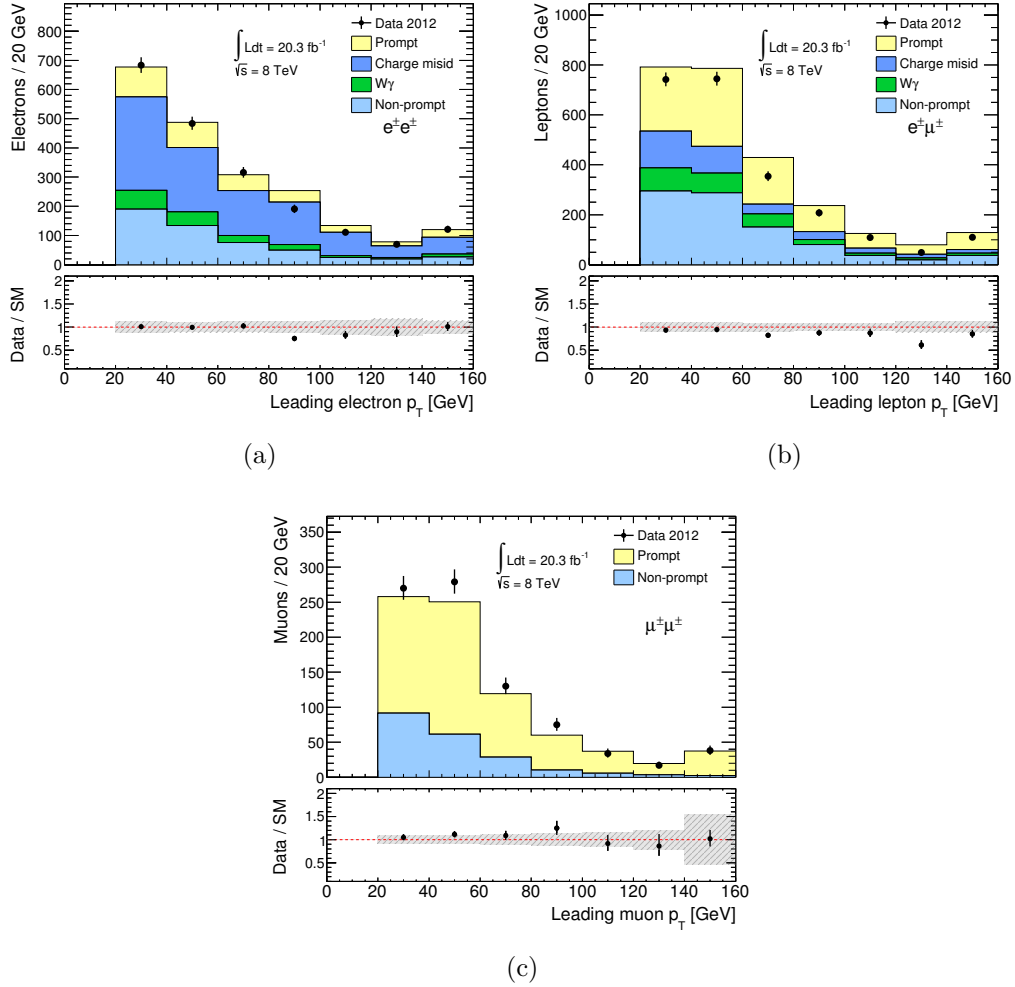 Electrons / 20 GeV
800
700
600
500
400
300
200
100
0
∫ Ldt = 20.3 fb⁻¹
√s = 8 TeV
Data 2012
Prompt
Charge misid
Wγ
Non-prompt
e±e±
Data / SM
2
1.5
1
0.5
0 20 40 60 80 100 120 140 160
Leading electron p_T [GeV]
(a)
Leptons / 20 GeV
1000
800
600
400
200
0
∫ Ldt = 20.3 fb⁻¹
√s = 8 TeV
Data 2012
Prompt
Charge misid
Wγ
Non-prompt
e±μ±
Data / SM
2
1.5
1
0.5
0 20 40 60 80 100 120 140 160
Leading lepton p_T [GeV]
(b)
Muons / 20 GeV
350
300
250
200
150
100
50
0
∫ Ldt = 20.3 fb⁻¹
√s = 8 TeV
Data 2012
Prompt
Non-prompt
μ±μ±
Data / SM
2
1.5
1
0.5
0 20 40 60 80 100 120 140 160
Leading muon p_T [GeV]
(c)